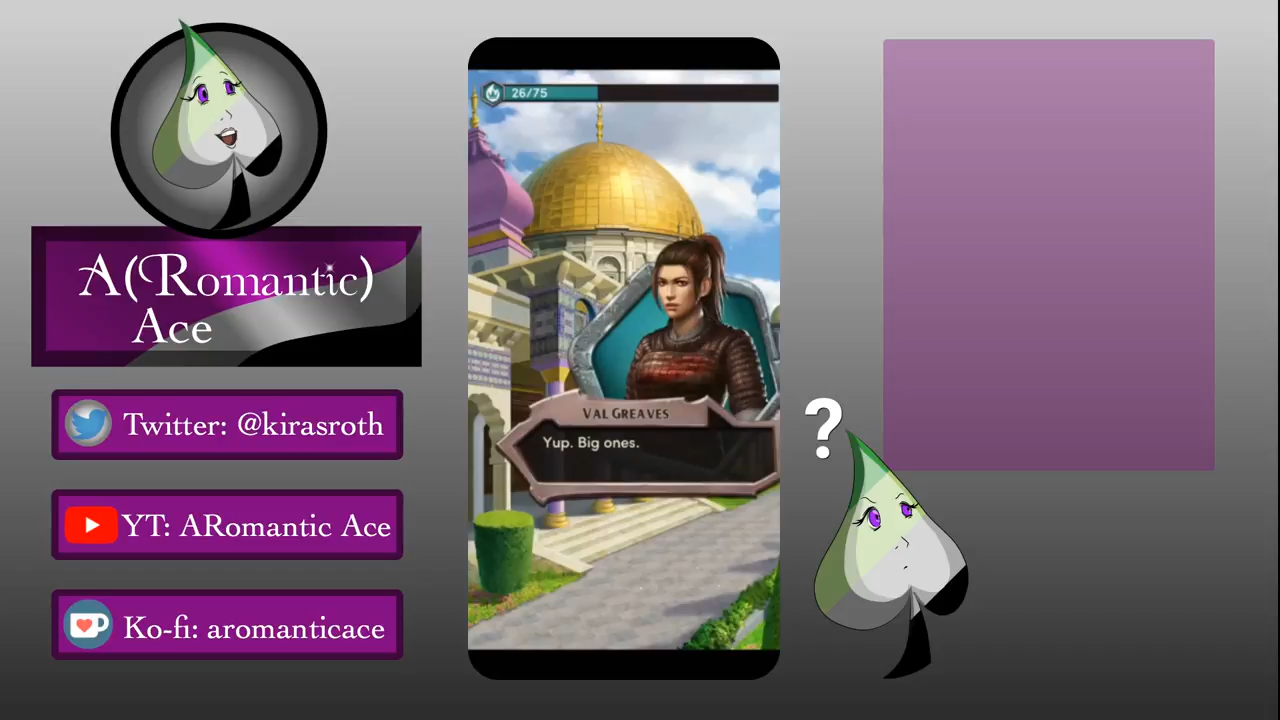 A(Romantic)
Ace
Twitter: @kirasroth
YT: ARomantic Ace
Ko-fi: aromanticace
26/75
VAL GREAVES
Yup. Big ones.
?